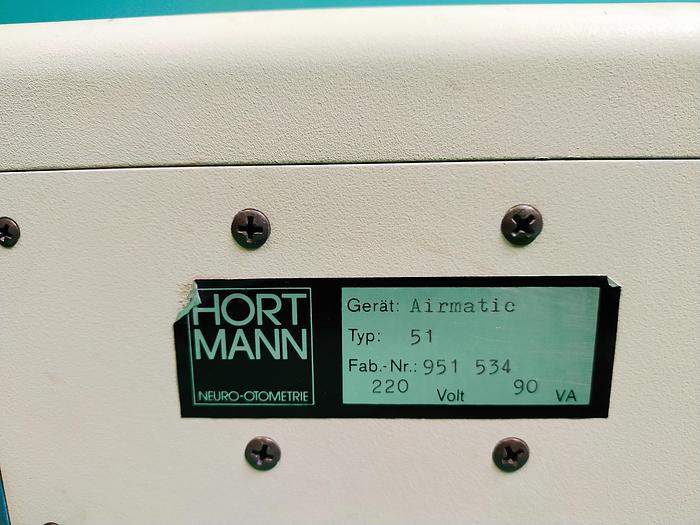 HORT
MANN
NEURO-OTOMETRIE
Gerät: Airmatic
Typ: 51
Fab.-Nr.: 951 534
220 Volt 90 VA